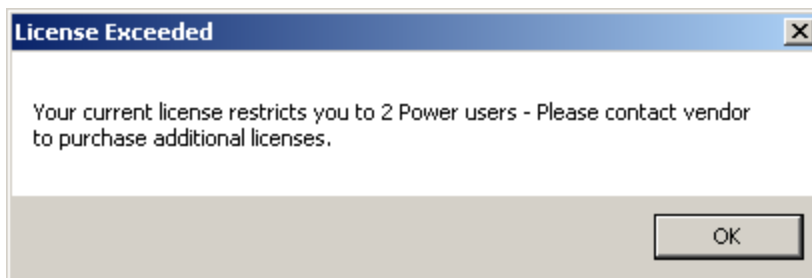 License Exceeded
Your current license restricts you to 2 Power users - Please contact vendor
to purchase additional licenses.
OK